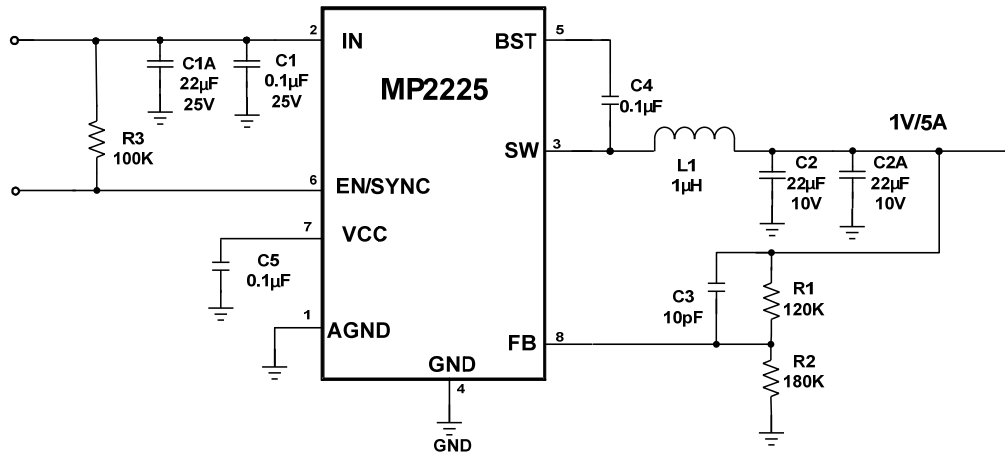 2
IN
BST
5
C1A
22µF
25V
C1
0.1µF
25V
MP2225
C4
0.1µF
R3
100K
SW
3
L1
1µH
1V/5A
C2
22µF
10V
C2A
22µF
10V
6
EN/SYNC
7
VCC
C5
0.1µF
1
AGND
C3
10pF
R1
120K
FB
8
R2
180K
GND
4
GND